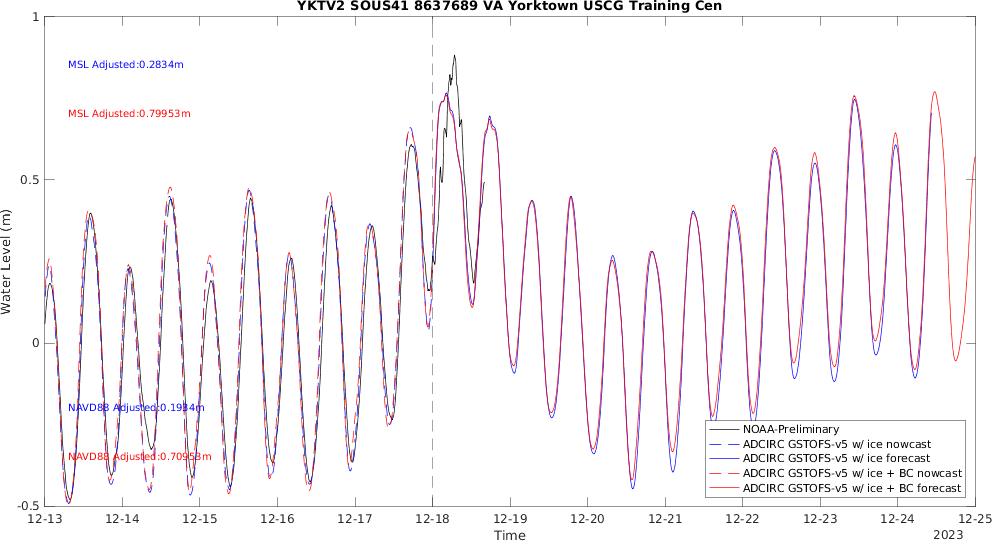 YKTV2 SOUS41 8637689 VA Yorktown USCG Training Cen
1
MSL Adjusted:0.2834m
MSL Adjusted:0.79953m
0.5
Water Level (m)
0
NAVD88 Adjusted:0.1934m
NAVD88 Adjusted:0.70953m
-0.5
NOAA-Preliminary
ADCIRC GSTOFS-v5 w/ ice nowcast
ADCIRC GSTOFS-v5 w/ ice forecast
ADCIRC GSTOFS-v5 w/ ice + BC nowcast
ADCIRC GSTOFS-v5 w/ ice + BC forecast
12-13 12-14 12-15 12-16 12-17 12-18 12-19 12-20 12-21 12-22 12-23 12-24 12-25
Time
2023